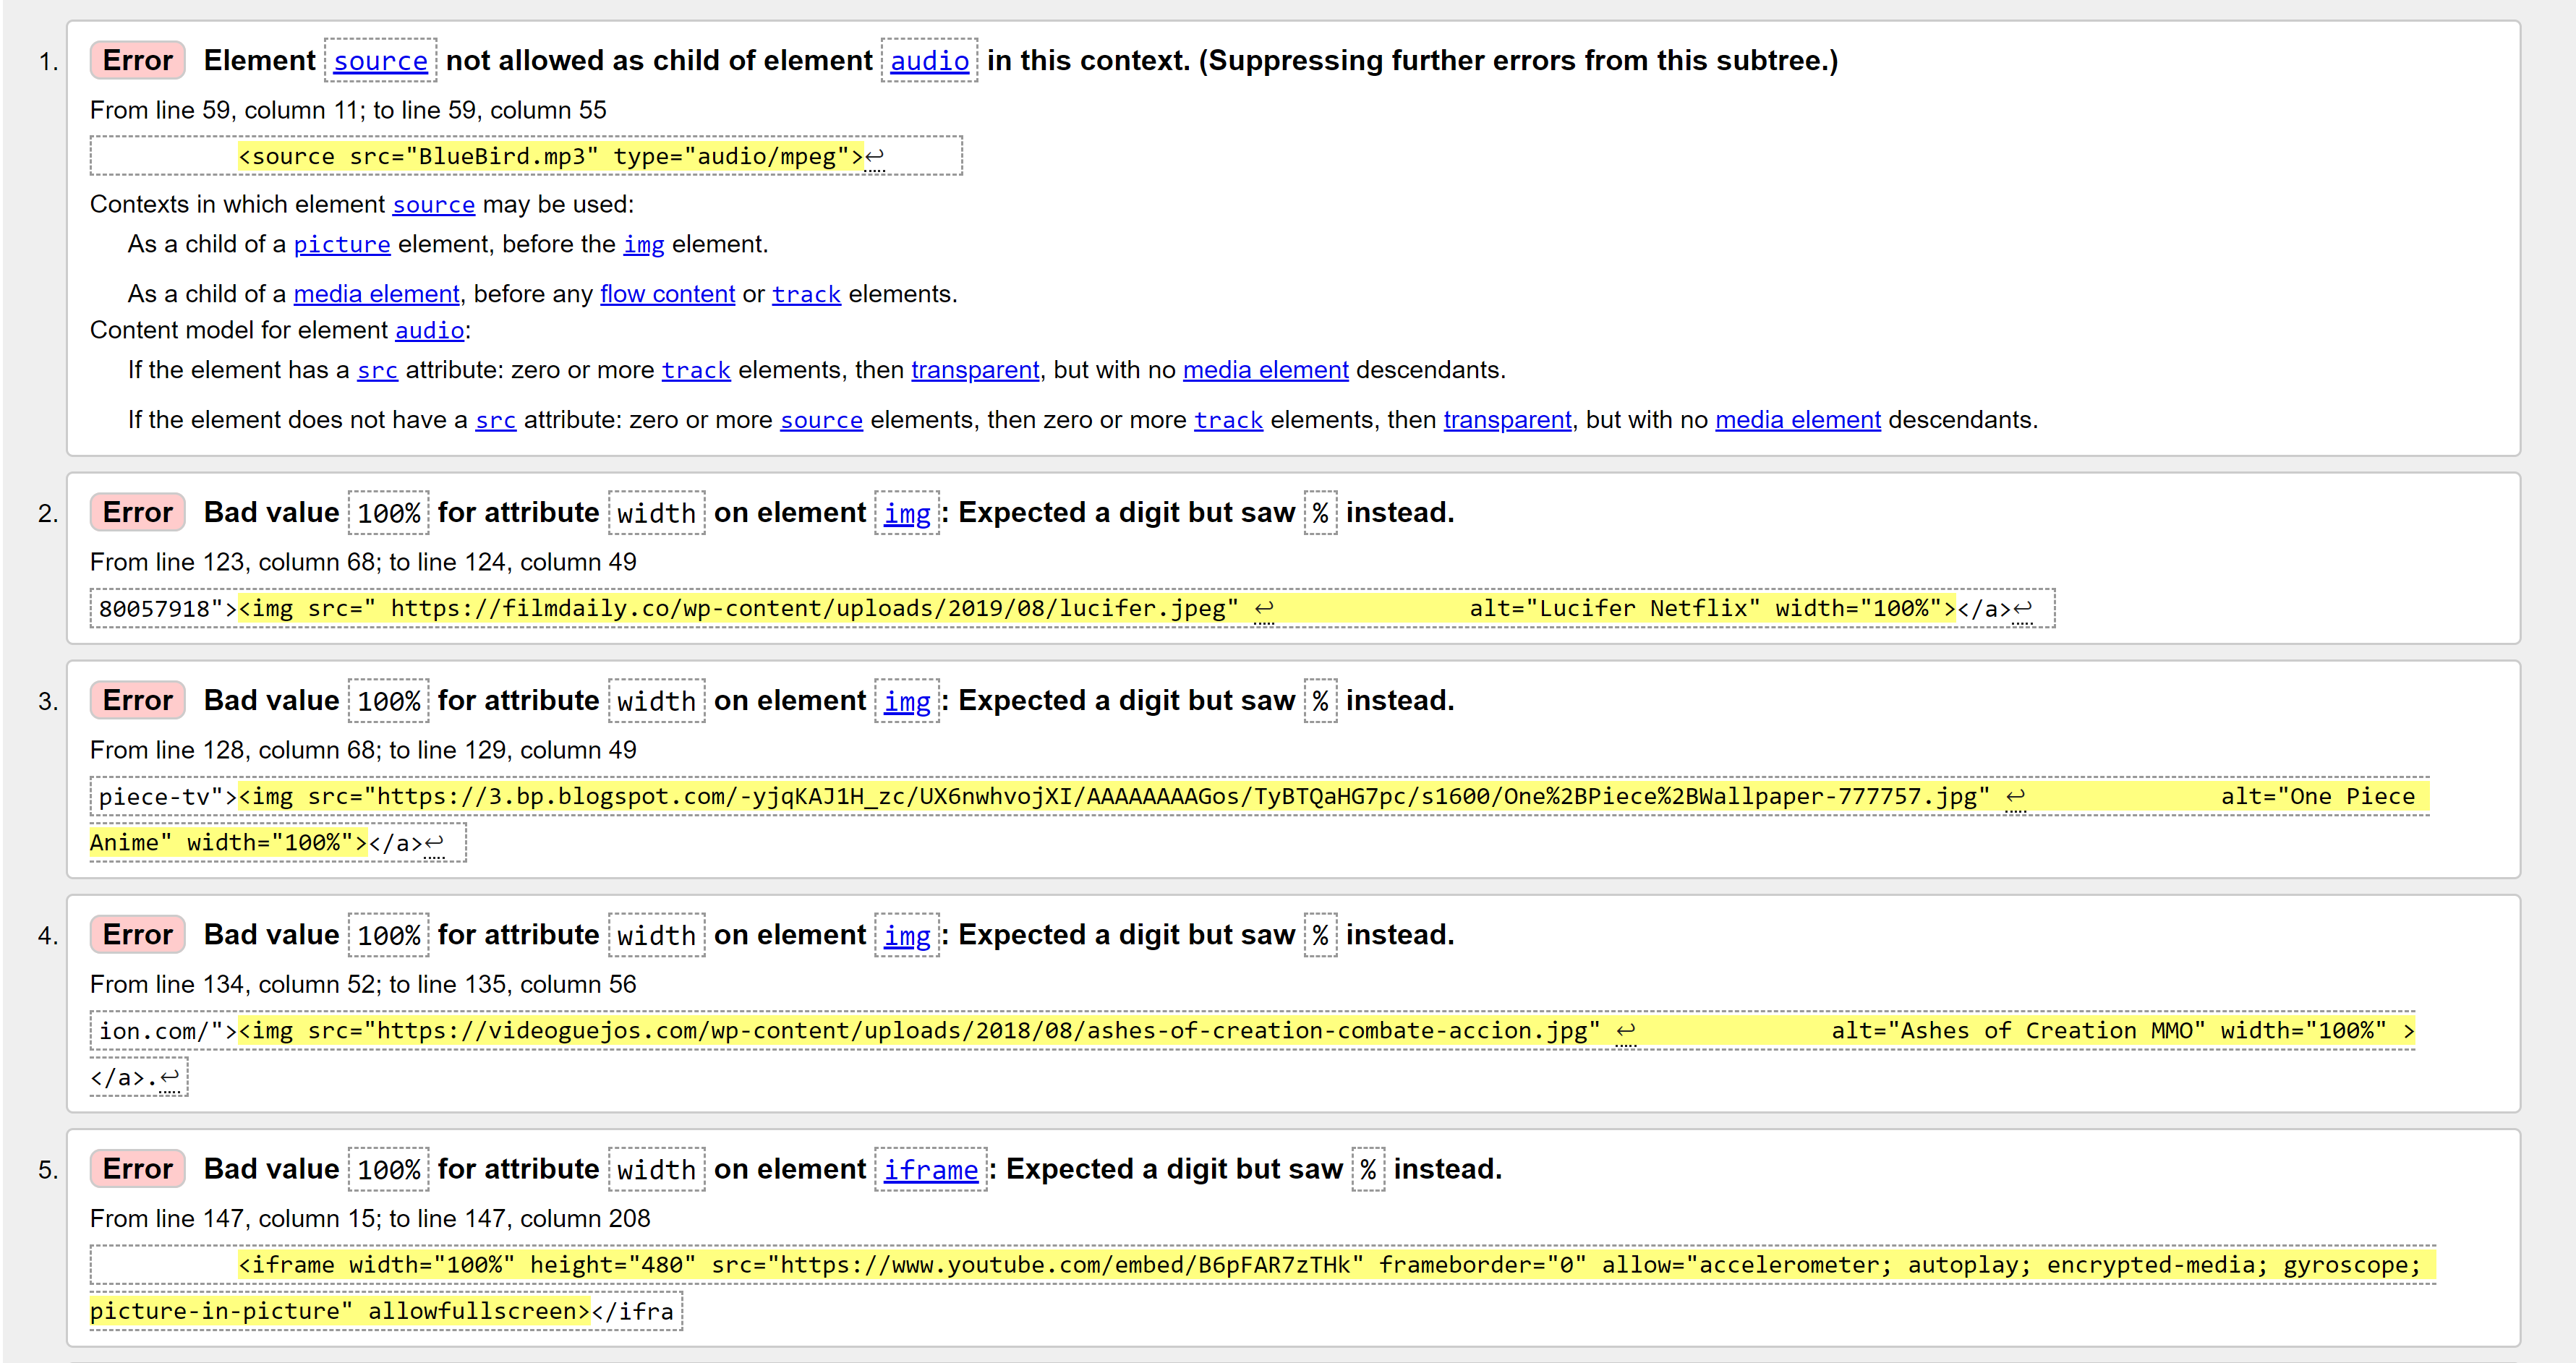 1. Error Element source not allowed as child of element audio in this context. (Suppressing further errors from this subtree.)
From line 59, column 11; to line 59, column 55
<source src="BlueBird.mp3" type="audio/mpeg">↩
Contexts in which element source may be used:
As a child of a picture element, before the img element.
As a child of a media element, before any flow content or track elements.
Content model for element audio:
If the element has a src attribute: zero or more track elements, then transparent, but with no media element descendants.
If the element does not have a src attribute: zero or more source elements, then zero or more track elements, then transparent, but with no media element descendants.
2. Error Bad value 100% for attribute width on element img: Expected a digit but saw % instead.
From line 123, column 68; to line 124, column 49
80057918"><img src=" https://filmdaily.co/wp-content/uploads/2019/08/lucifer.jpeg" ↩ alt="Lucifer Netflix" width="100%"></a>↩
3. Error Bad value 100% for attribute width on element img: Expected a digit but saw % instead.
From line 128, column 68; to line 129, column 49
piece-tv"><img src="https://3.bp.blogspot.com/-yjqKAJ1H_zc/UX6nwhvojXI/AAAAAAAAGos/TyBTQaHG7pc/s1600/One%2BPiece%2BWallpaper-777757.jpg" ↩ alt="One Piece
Anime" width="100%"></a>↩
4. Error Bad value 100% for attribute width on element img: Expected a digit but saw % instead.
From line 134, column 52; to line 135, column 56
ion.com/"><img src="https://videoguejos.com/wp-content/uploads/2018/08/ashes-of-creation-combate-accion.jpg" ↩ alt="Ashes of Creation MMO" width="100%" >
</a>.↩
5. Error Bad value 100% for attribute width on element iframe: Expected a digit but saw % instead.
From line 147, column 15; to line 147, column 208
<iframe width="100%" height="480" src="https://www.youtube.com/embed/B6pFAR7zTHk" frameborder="0" allow="accelerometer; autoplay; encrypted-media; gyroscope;
picture-in-picture" allowfullscreen></ifra